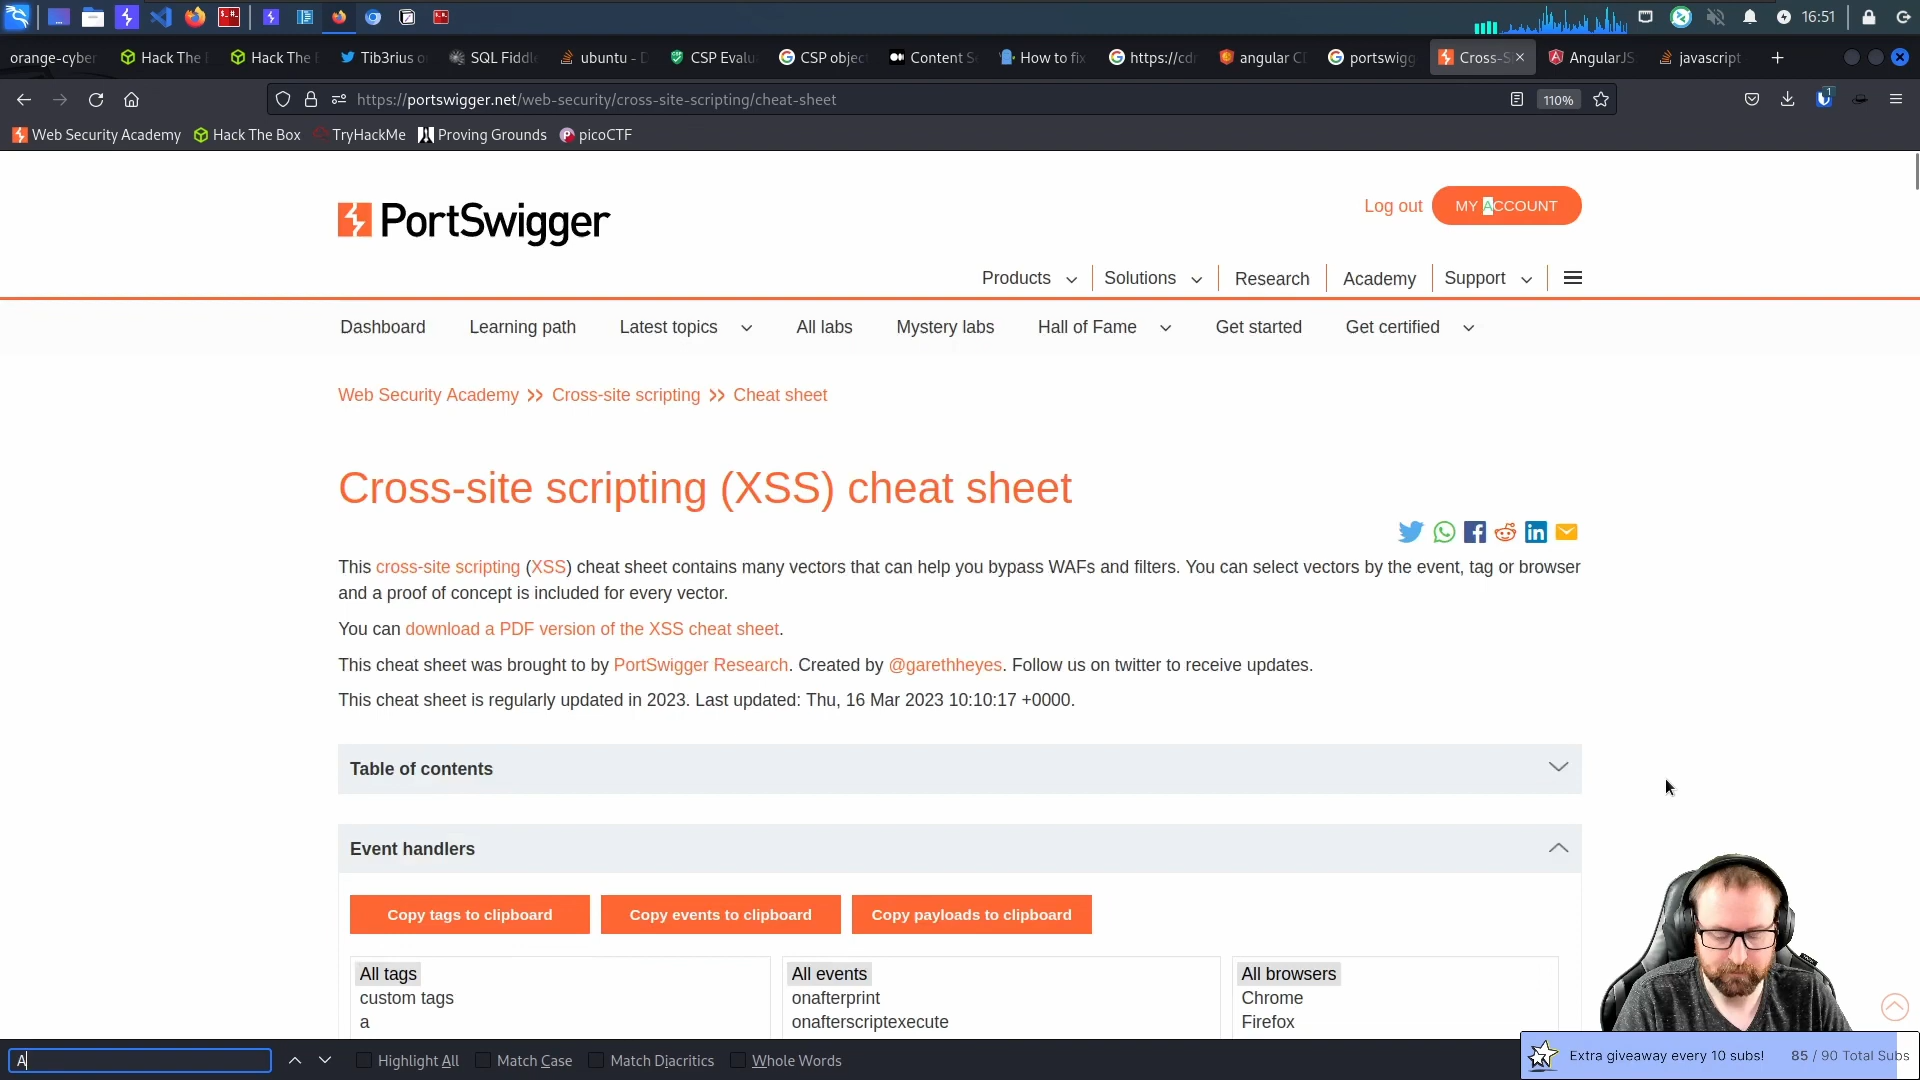 16:51
orange-cyber
Hack The
Hack The
Tib3rius o
SQL Fiddle
ubuntu - D
CSP Evalu
CSP objec
Content S
How to fix
https://cdn
angular C
portswigg
Cross-S
AngularJS
javascript
https://portswigger.net/web-security/cross-site-scripting/cheat-sheet
110%
1
Web Security Academy
Hack The Box
TryHackMe
Proving Grounds
picoCTF
PortSwigger
Log out
MY ACCOUNT
Products
Solutions
Research
Academy
Support
Dashboard
Learning path
Latest topics
All labs
Mystery labs
Hall of Fame
Get started
Get certified
Web Security Academy >> Cross-site scripting >> Cheat sheet
Cross-site scripting (XSS) cheat sheet
This cross-site scripting (XSS) cheat sheet contains many vectors that can help you bypass WAFs and filters. You can select vectors by the event, tag or browser
and a proof of concept is included for every vector.
You can download a PDF version of the XSS cheat sheet.
This cheat sheet was brought to by PortSwigger Research. Created by @garethheyes. Follow us on twitter to receive updates.
This cheat sheet is regularly updated in 2023. Last updated: Thu, 16 Mar 2023 10:10:17 +0000.
Table of contents
Event handlers
Copy tags to clipboard
Copy events to clipboard
Copy payloads to clipboard
All tags
custom tags
a
All events
onafterprint
onafterscriptexecute
All browsers
Chrome
Firefox
A
Highlight All
Match Case
Match Diacritics
Whole Words
Extra giveaway every 10 subs!
85 / 90 Total Subs